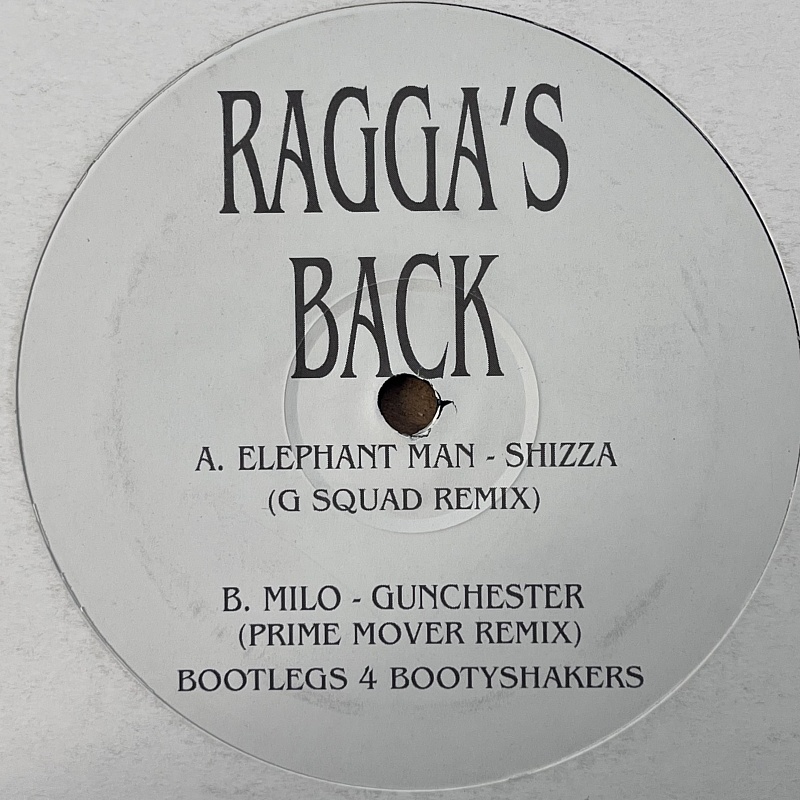 RAGGA'S
BACK
A. ELEPHANT MAN - SHIZZA
(G SQUAD REMIX)
B. MILO - GUNCHESTER
(PRIME MOVER REMIX)
BOOTLEGS 4 BOOTYSHAKERS